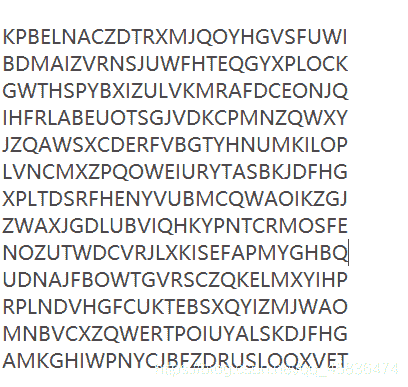 KPBELNACZDTRXMJQOYHGVSFUWI
BDMAIZVRNSJUWFHTEQGYXPLOCK
GWTHSPYBXIZULVKMRAFDCEONJQ
IHFRLABEUOTSGJVDKCPMNZQWXY
JZQAWSXCDERFVBGTYHNUMKILOP
LVNCMXZPQOWEIURYTASBKJDFHG
XPLTDSRFHENYVUBMCQWAOIKZGJ
ZWAXJGDLUBVIQHKYPNTCRMOSFE
NOZUTWDCVRJLXKISEFAPMYGHBQ
UDNAJFBOWTGVRSCZQKELMXYIHP
RPLNDVHGFCUKTEBSXQYIZMJWAO
MNBVCXZQWERTPOIUYALSKDJFHG
AMKGHIWPNYCJBFZDRUSLOQXVET